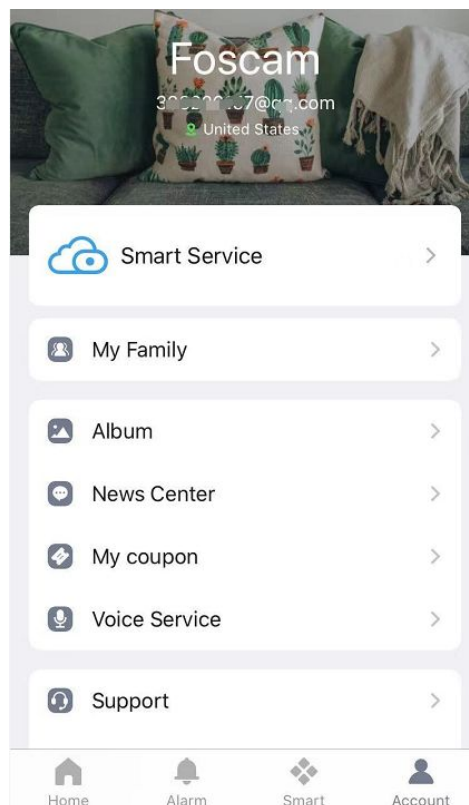 Foscam
United States
Smart Service
My Family
Album
News Center
My coupon
Voice Service
Support
Home
Alarm
Smart
Account